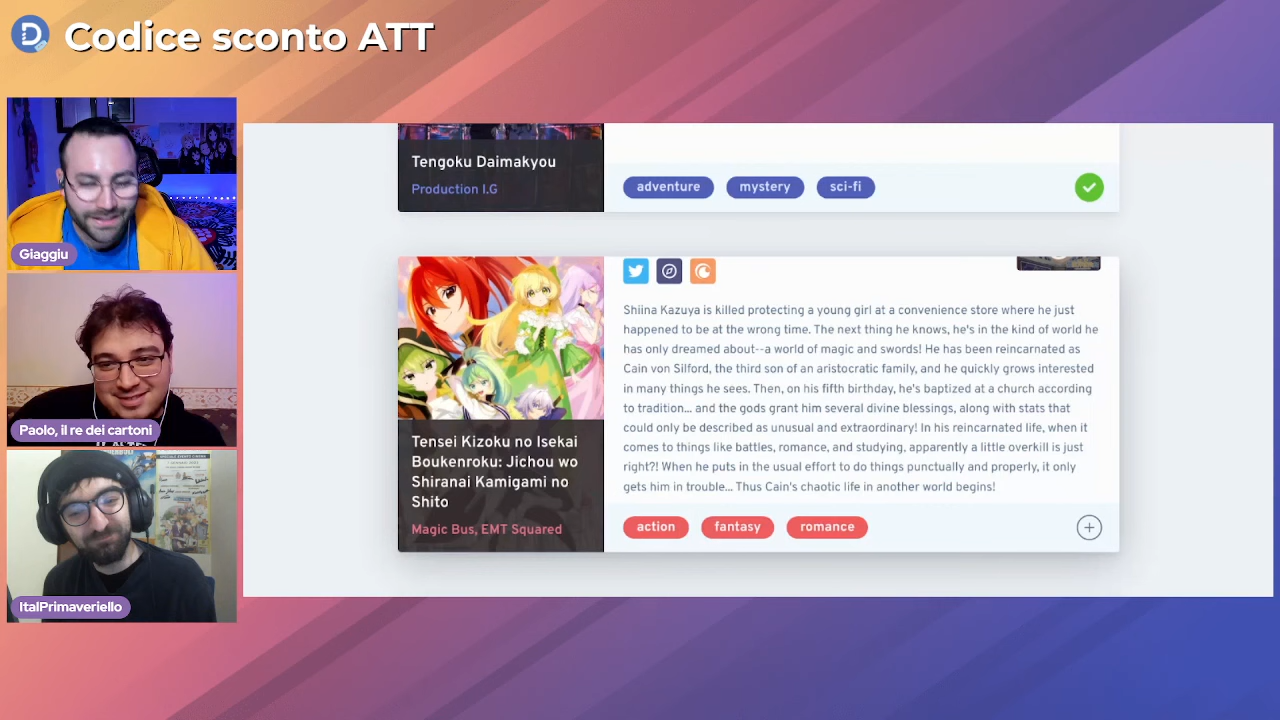 Codice sconto ATT
Giaggiu
Paolo, il re dei cartoni
ItalPrimaveriello
Tengoku Daimakyou
Production I.G
adventure
mystery
sci-fi
Tensei Kizoku no Isekai
Boukenroku: Jichou wo
Shiranai Kamigami no
Shito
Magic Bus, EMT Squared
Shiina Kazuya is killed protecting a young girl at a convenience store where he just
happened to be at the wrong time. The next thing he knows, he's in the kind of world he
has only dreamed about--a world of magic and swords! He has been reincarnated as
Cain von Silford, the third son of an aristocratic family, and he quickly grows interested
in many things he sees. Then, on his fifth birthday, he's baptized at a church according
to tradition... and the gods grant him several divine blessings, along with stats that
could only be described as unusual and extraordinary! In his reincarnated life, when it
comes to things like battles, romance, and studying, apparently a little overkill is just
right?! When he puts in the usual effort to do things punctually and properly, it only
gets him in trouble... Thus Cain's chaotic life in another world begins!
action
fantasy
romance